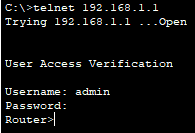 C:\>telnet 192.168.1.1
Trying 192.168.1.1 ...Open
User Access Verification
Username: admin
Password:
Router>